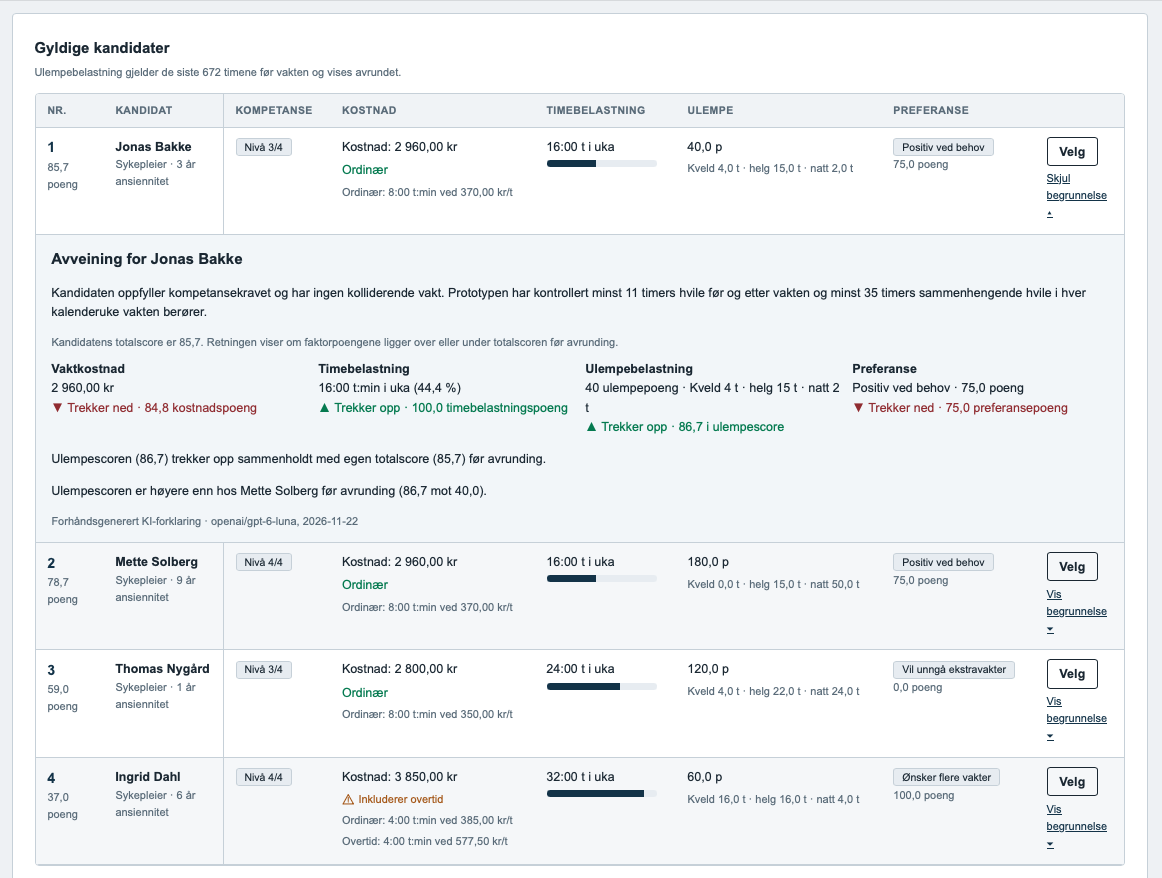 Gyldige kandidater
Ulempebelastning gjelder de siste 672 timene før vakten og vises avrundet.
NR. KANDIDAT KOMPETANSE KOSTNAD TIMEBELASTNING ULEMPE PREFERANSE
1 Jonas Bakke Nivå 3/4 Kostnad: 2 960,00 kr 16:00 t i uka 40,0 p Positiv ved behov Velg
85,7 Sykepleier · 3 år Ordinær Kveld 4,0 t · helg 15,0 t · natt 2,0 t 75,0 poeng Skjul
poeng ansiennitet Ordinær: 8:00 t:min ved 370,00 kr/t begrunnelse
▴
Avveining for Jonas Bakke
Kandidaten oppfyller kompetansekravet og har ingen kolliderende vakt. Prototypen har kontrollert minst 11 timers hvile før og etter vakten og minst 35 timers sammenhengende hvile i hver
kalenderuke vakten berører.
Kandidatens totalscore er 85,7. Retningen viser om faktorpoengene ligger over eller under totalscoren før avrunding.
Vaktkostnad Timebelastning Ulempebelastning Preferanse
2 960,00 kr 16:00 t:min i uka (44,4 %) 40 ulempepoeng · Kveld 4 t · helg 15 t · natt 2 Positiv ved behov · 75,0 poeng
▼ Trekker ned · 84,8 kostnadspoeng ▲ Trekker opp · 100,0 timebelastningspoeng t ▼ Trekker ned · 75,0 preferansepoeng
▲ Trekker opp · 86,7 i ulempescore
Ulempescoren (86,7) trekker opp sammenholdt med egen totalscore (85,7) før avrunding.
Ulempescoren er høyere enn hos Mette Solberg før avrunding (86,7 mot 40,0).
Forhåndsgenerert KI-forklaring · openai/gpt-6-luna, 2026-11-22
2 Mette Solberg Nivå 4/4 Kostnad: 2 960,00 kr 16:00 t i uka 180,0 p Positiv ved behov Velg
78,7 Sykepleier · 9 år Ordinær Kveld 0,0 t · helg 15,0 t · natt 50,0 t 75,0 poeng Vis
poeng ansiennitet Ordinær: 8:00 t:min ved 370,00 kr/t begrunnelse
▾
3 Thomas Nygård Nivå 3/4 Kostnad: 2 800,00 kr 24:00 t i uka 120,0 p Vil unngå ekstravakter Velg
59,0 Sykepleier · 1 år Ordinær Kveld 4,0 t · helg 22,0 t · natt 24,0 t 0,0 poeng Vis
poeng ansiennitet Ordinær: 8:00 t:min ved 350,00 kr/t begrunnelse
▾
4 Ingrid Dahl Nivå 4/4 Kostnad: 3 850,00 kr 32:00 t i uka 60,0 p Ønsker flere vakter Velg
37,0 Sykepleier · 6 år ⚠ Inkluderer overtid Kveld 16,0 t · helg 16,0 t · natt 4,0 t 100,0 poeng Vis
poeng ansiennitet Ordinær: 4:00 t:min ved 385,00 kr/t begrunnelse
Overtid: 4:00 t:min ved 577,50 kr/t ▾